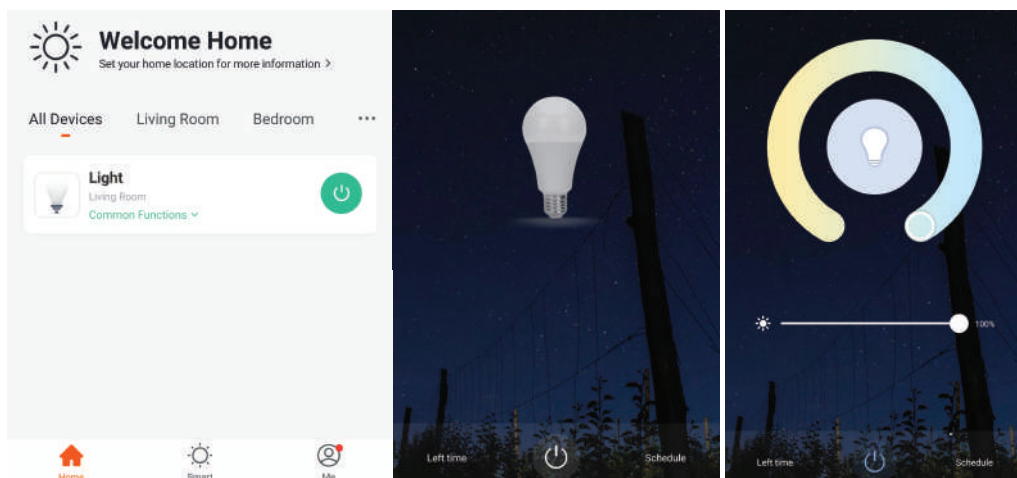 Welcome Home
Set your home location for more information >
All Devices Living Room Bedroom ...
Light
Living Room
Common Functions
Home Smart Me
Left time Schedule
100%
Left time Schedule